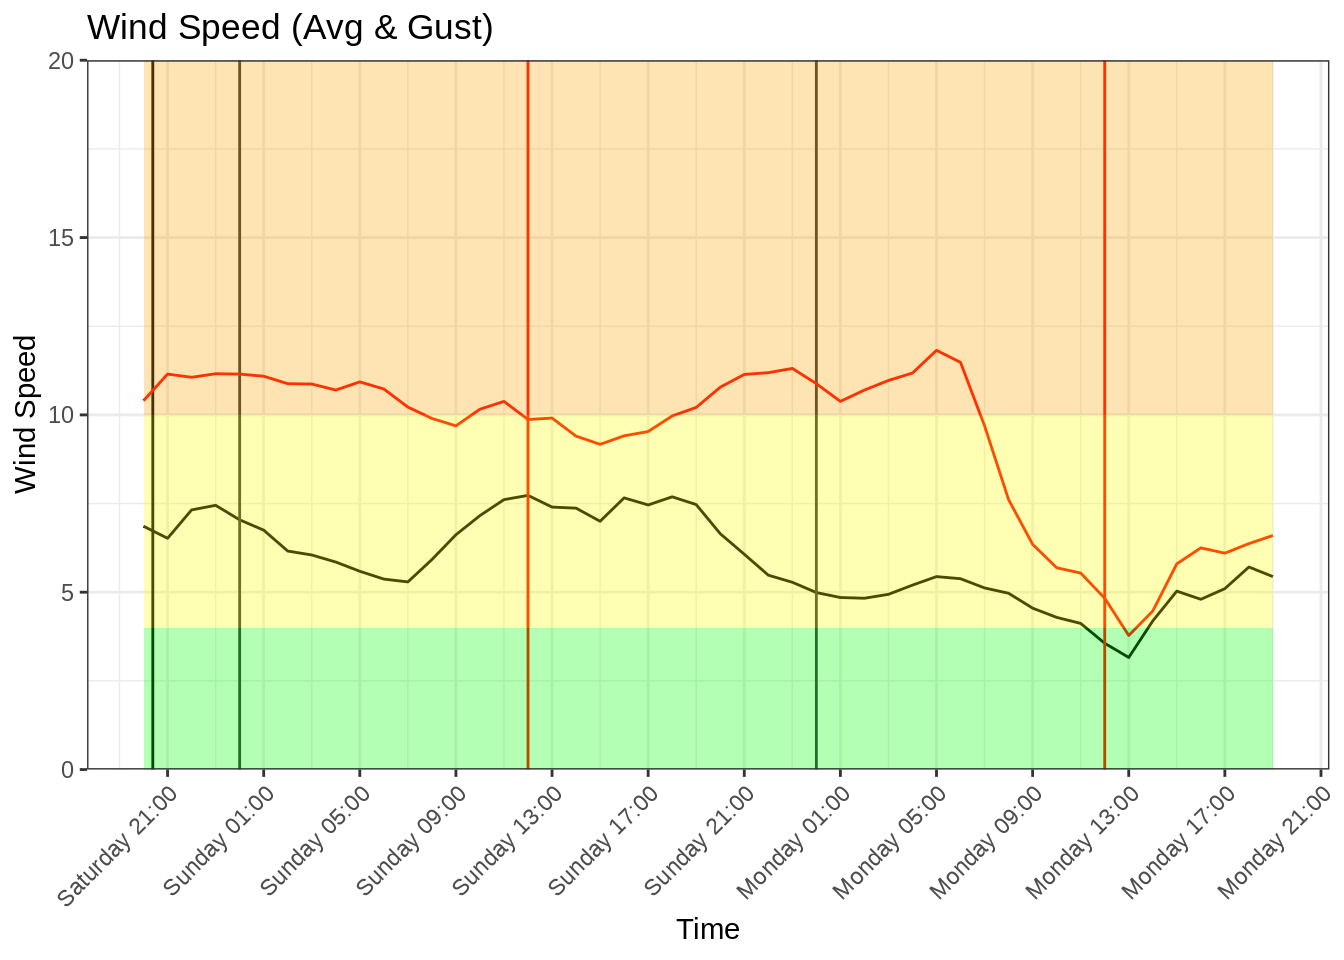 Wind Speed (Avg & Gust)
20
15
10
5
0
Wind Speed
Saturday 21:00
Sunday 01:00
Sunday 05:00
Sunday 09:00
Sunday 13:00
Sunday 17:00
Sunday 21:00
Monday 01:00
Monday 05:00
Monday 09:00
Monday 13:00
Monday 17:00
Monday 21:00
Time